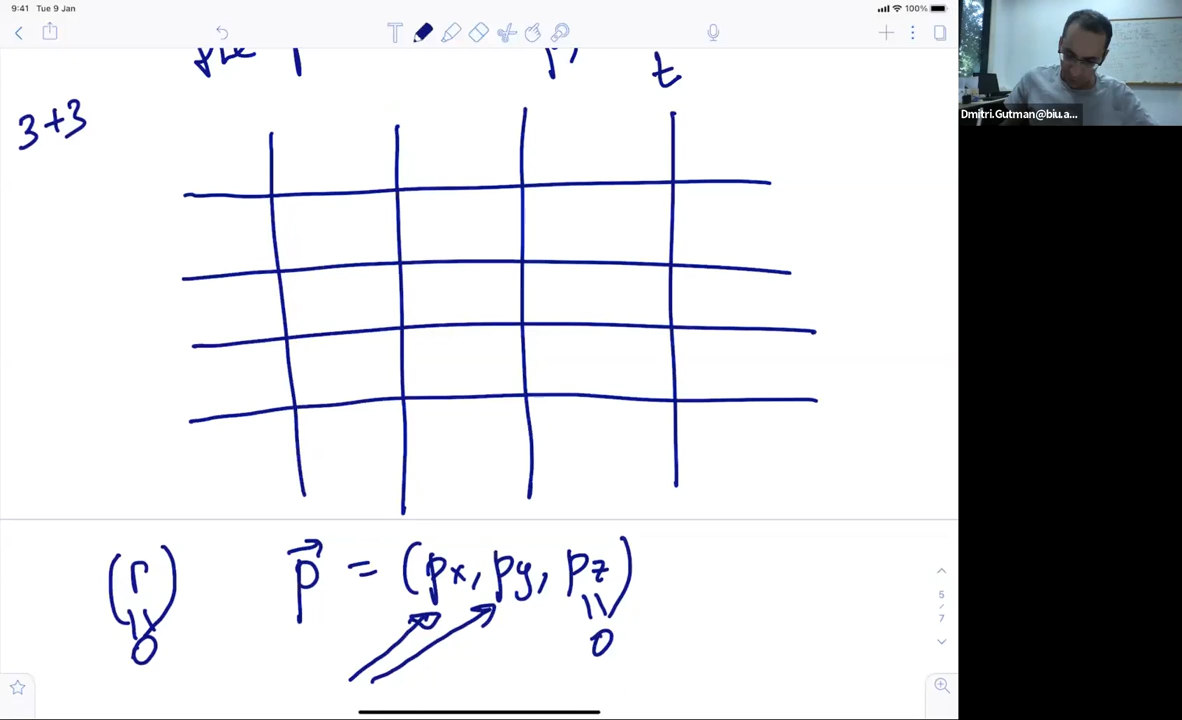 9:41 Tue 9 Jan 100%
T
Dmitri.Gutman@biu.a...
t
3+3
(r) p = (px, py, pz)
0 0
5
/
7